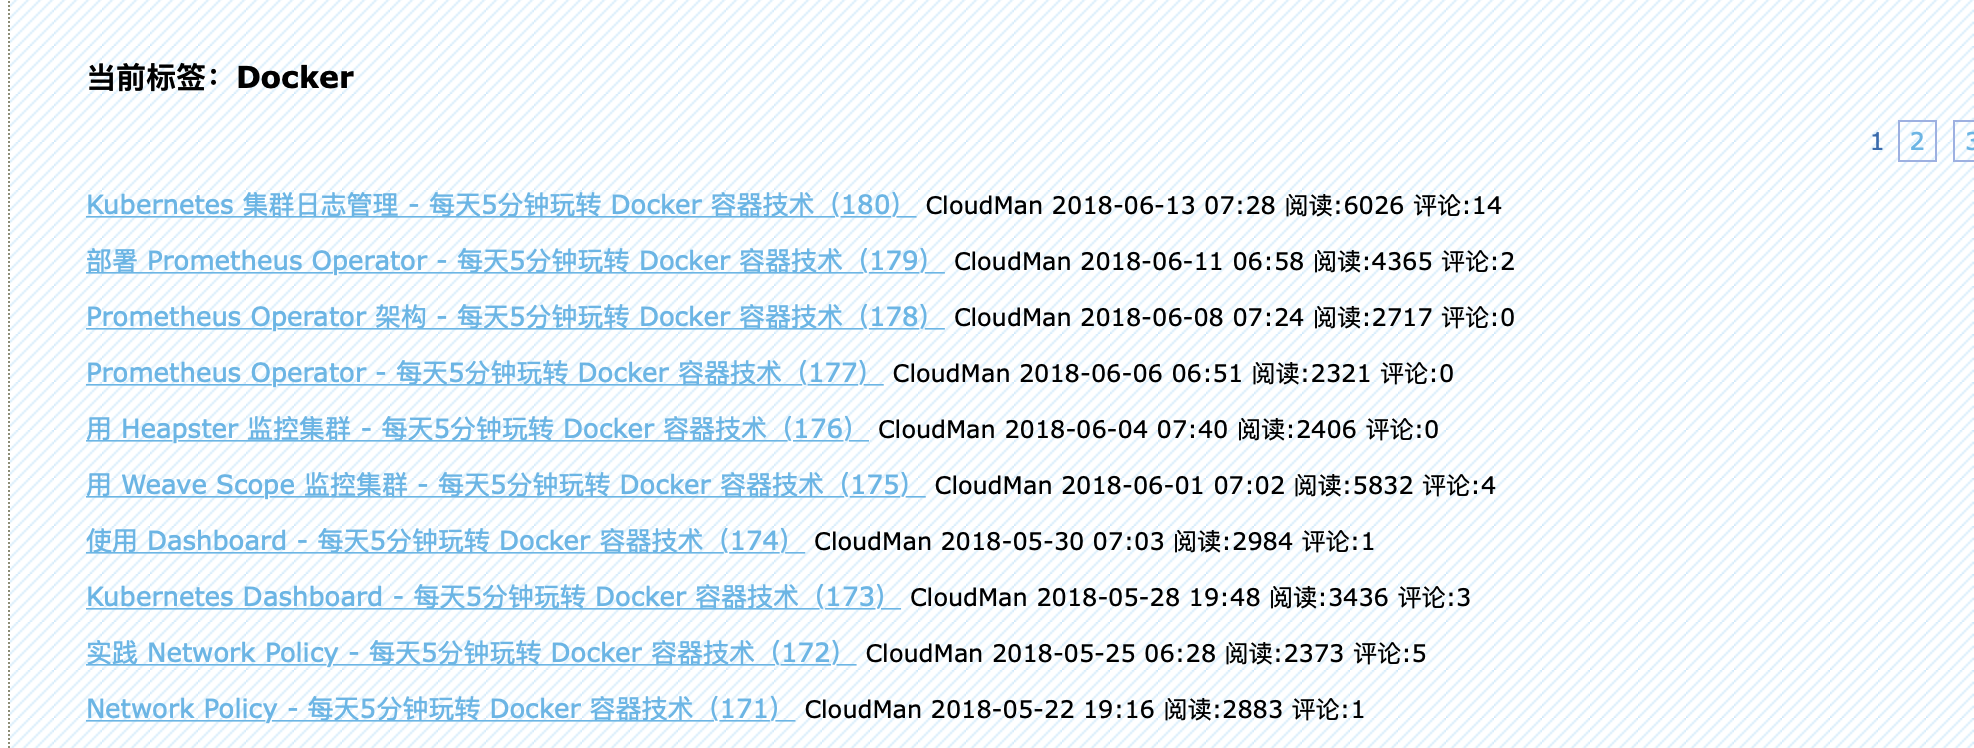 当前标签：Docker
1 2 3
Kubernetes 集群日志管理 - 每天5分钟玩转 Docker 容器技术（180） CloudMan 2018-06-13 07:28 阅读:6026 评论:14
部署 Prometheus Operator - 每天5分钟玩转 Docker 容器技术（179） CloudMan 2018-06-11 06:58 阅读:4365 评论:2
Prometheus Operator 架构 - 每天5分钟玩转 Docker 容器技术（178） CloudMan 2018-06-08 07:24 阅读:2717 评论:0
Prometheus Operator - 每天5分钟玩转 Docker 容器技术（177） CloudMan 2018-06-06 06:51 阅读:2321 评论:0
用 Heapster 监控集群 - 每天5分钟玩转 Docker 容器技术（176） CloudMan 2018-06-04 07:40 阅读:2406 评论:0
用 Weave Scope 监控集群 - 每天5分钟玩转 Docker 容器技术（175） CloudMan 2018-06-01 07:02 阅读:5832 评论:4
使用 Dashboard - 每天5分钟玩转 Docker 容器技术（174） CloudMan 2018-05-30 07:03 阅读:2984 评论:1
Kubernetes Dashboard - 每天5分钟玩转 Docker 容器技术（173） CloudMan 2018-05-28 19:48 阅读:3436 评论:3
实践 Network Policy - 每天5分钟玩转 Docker 容器技术（172） CloudMan 2018-05-25 06:28 阅读:2373 评论:5
Network Policy - 每天5分钟玩转 Docker 容器技术（171） CloudMan 2018-05-22 19:16 阅读:2883 评论:1